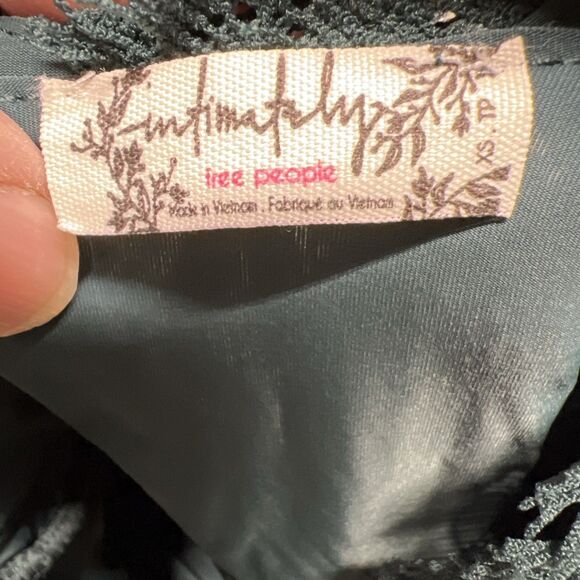 intimately
free people
Made in Vietnam . Fabriqué au Vietnam
XS . TP